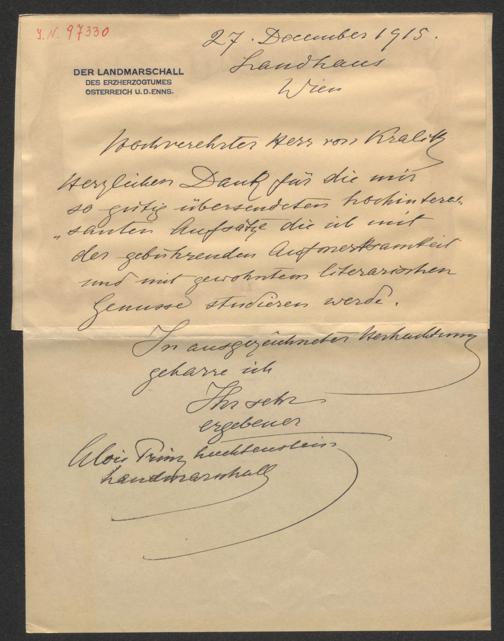 J.N. 97330
27. December 1915.
Landhaus
Wien
DER LANDMARSCHALL
DES ERZHERZOGTUMES
ÖSTERREICH U. D. ENNS.
Hochverehrter Herr von Kralik
Herzlichen Dank für die mir
so gütig übersendeten hochinteres-
„santen Aufsätze die ich mit
der gebührenden Aufmerksamkeit
und mit gewohntem literarischen
Genusse studieren werde.
In ausgezeichneter Hochachtung
geharre ich
Ihr sehr
ergebener
Alois Prinz Liechtenstein
Landmarschall